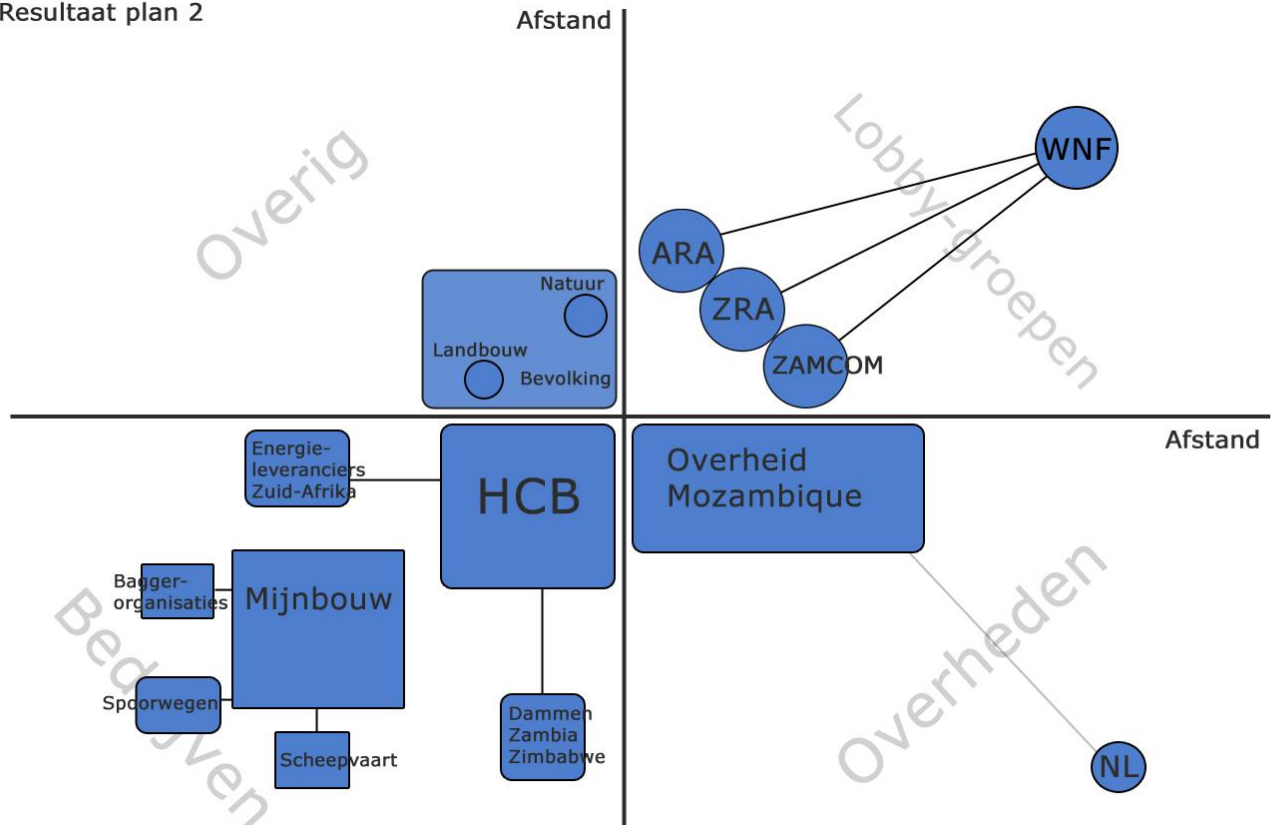 Resultaat plan 2
Afstand
Overig
Lobby-groepen
WNF
ARA
ZRA
ZAMCOM
Natuur
Landbouw
Bevolking
Afstand
Energie-
leveranciers
Zuid-Afrika
HCB
Overheid
Mozambique
Bagger-
organisaties
Mijnbouw
Bedrijven
Overheden
Spoorwegen
Scheepvaart
Dammen
Zambia
Zimbabwe
NL